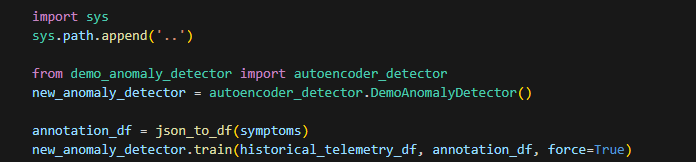 import sys
sys.path.append('..')
from demo_anomaly_detector import autoencoder_detector
new_anomaly_detector = autoencoder_detector.DemoAnomalyDetector()
annotation_df = json_to_df(symptoms)
new_anomaly_detector.train(historical_telemetry_df, annotation_df, force=True)